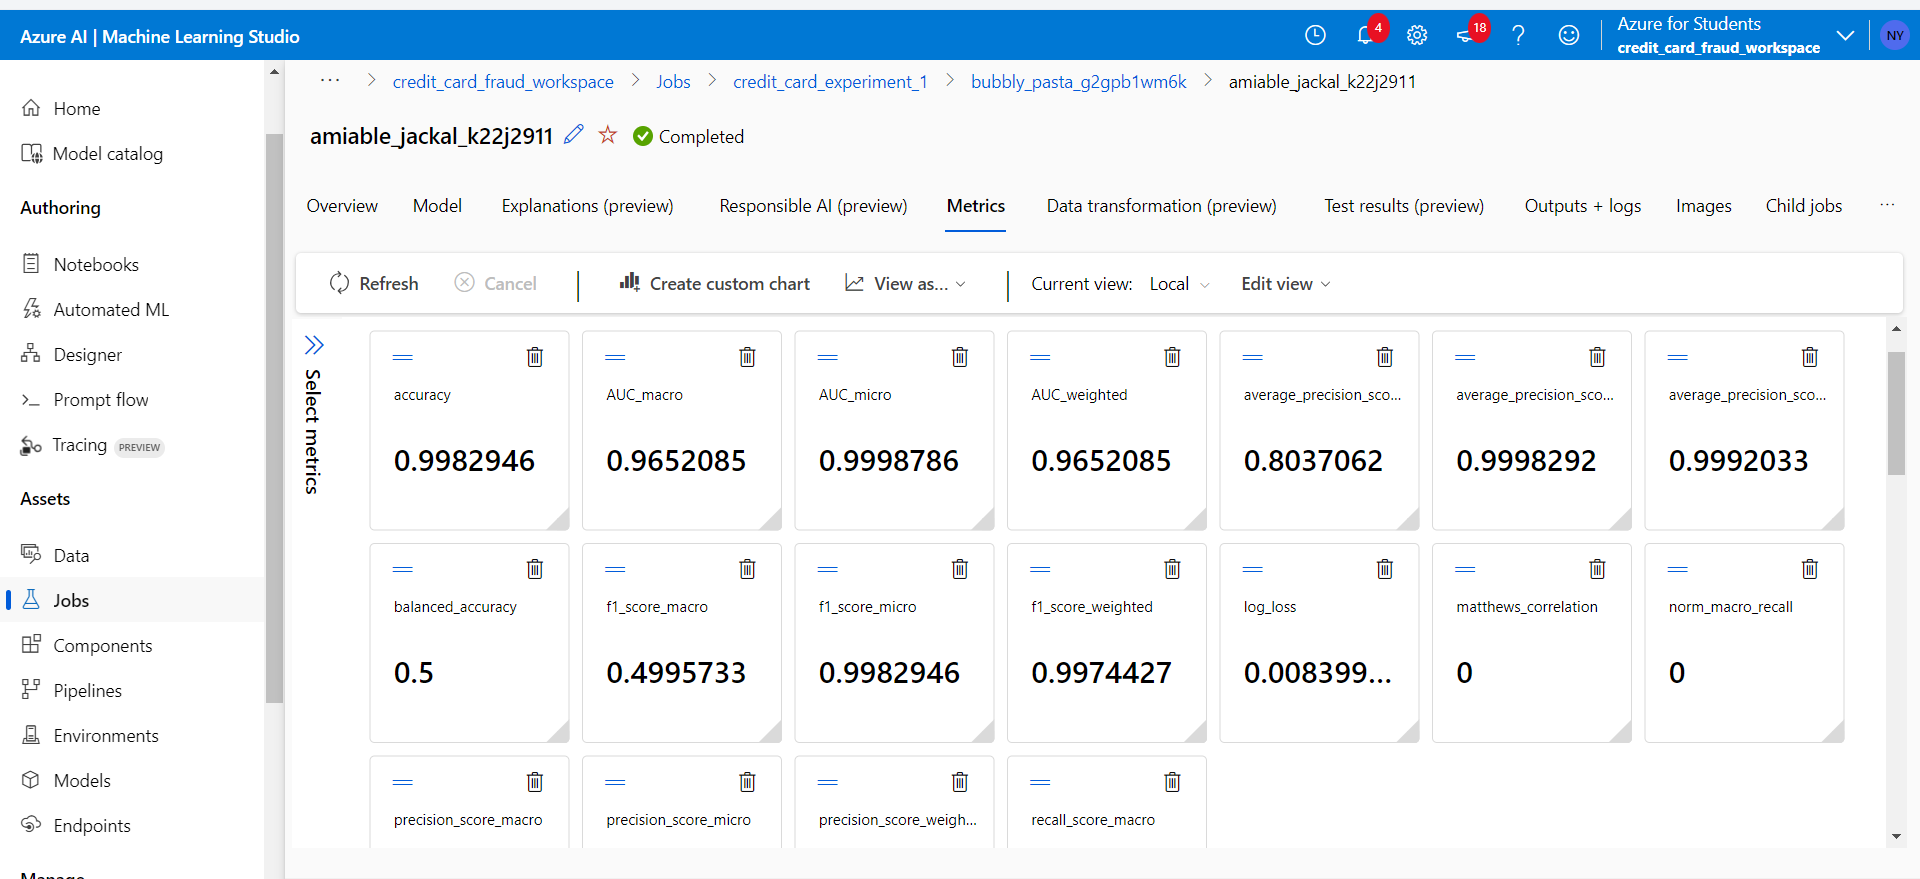 Azure AI | Machine Learning Studio
4
18
Azure for Students
credit_card_fraud_workspace
NY
Home
Model catalog
Authoring
Notebooks
Automated ML
Designer
Prompt flow
Tracing PREVIEW
Assets
Data
Jobs
Components
Pipelines
Environments
Models
Endpoints
... > credit_card_fraud_workspace > Jobs > credit_card_experiment_1 > bubbly_pasta_g2gpb1wm6k > amiable_jackal_k22j2911
amiable_jackal_k22j2911 Completed
Overview Model Explanations (preview) Responsible AI (preview) Metrics Data transformation (preview) Test results (preview) Outputs + logs Images Child jobs ...
Refresh Cancel Create custom chart View as... Current view: Local Edit view
Select metrics
accuracy AUC_macro AUC_micro AUC_weighted average_precision_sco... average_precision_sco... average_precision_sco...
0.9982946 0.9652085 0.9998786 0.9652085 0.8037062 0.9998292 0.9992033
balanced_accuracy f1_score_macro f1_score_micro f1_score_weighted log_loss matthews_correlation norm_macro_recall
0.5 0.4995733 0.9982946 0.9974427 0.008399... 0 0
precision_score_macro precision_score_micro precision_score_weigh... recall_score_macro